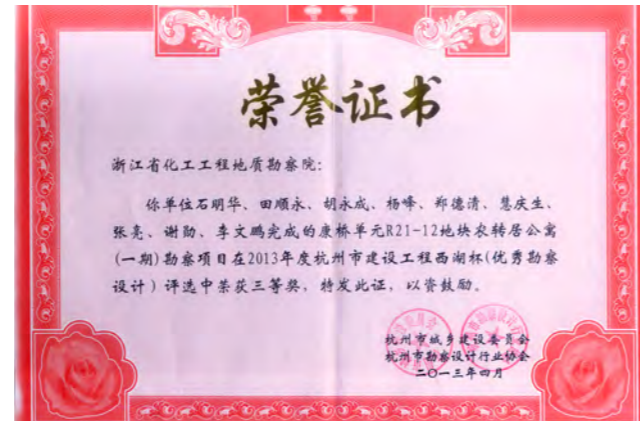 荣誉证书
浙江省化工工程地质勘察院:
你单位石明华、田顺永、胡永成、杨峰、郑德清、慧庆生、
张亮、谢勋、李文鹏完成的康桥单元R21-12地块农转居公寓
(一期)勘察项目在2013年度杭州市建设工程西湖杯(优秀勘察
设计)评选中荣获三等奖,特发此证,以资鼓励。
杭州市城乡建设委员会
杭州市勘察设计行业协会
二〇一三年四月